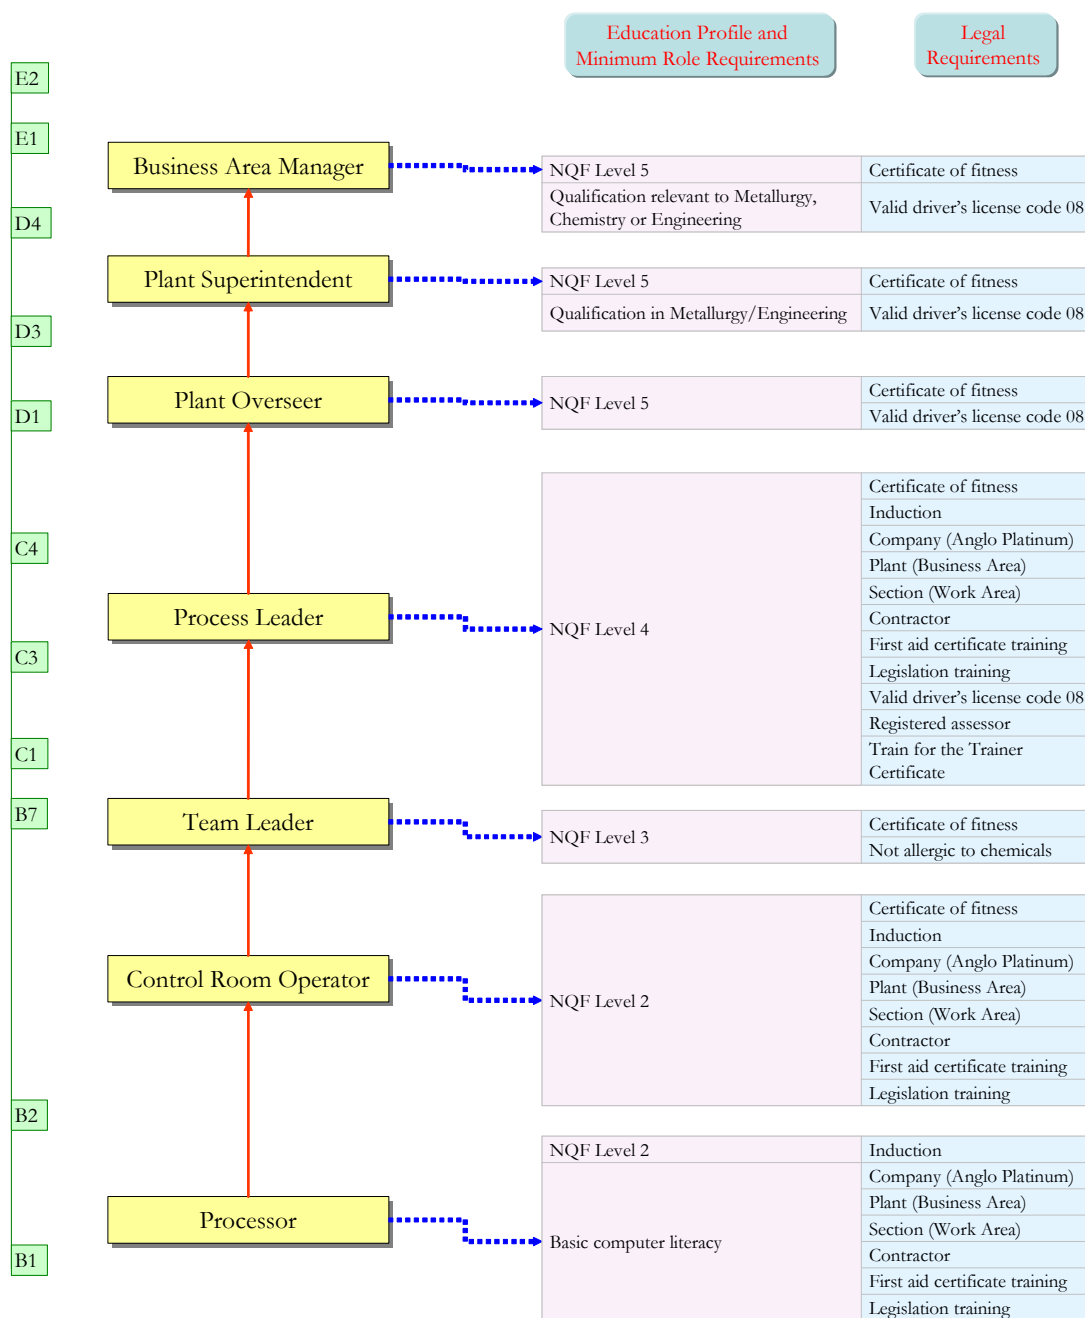 Education Profile and
Minimum Role Requirements
Legal
Requirements
E2
E1
Business Area Manager
NQF Level 5
Certificate of fitness
Qualification relevant to Metallurgy,
Chemistry or Engineering
Valid driver's license code 08
D4
Plant Superintendent
NQF Level 5
Certificate of fitness
Qualification in Metallurgy/Engineering
Valid driver's license code 08
D3
Plant Overseer
NQF Level 5
Certificate of fitness
Valid driver's license code 08
D1
C4
Process Leader
NQF Level 4
Certificate of fitness
Induction
Company (Anglo Platinum)
Plant (Business Area)
Section (Work Area)
Contractor
First aid certificate training
Legislation training
Valid driver's license code 08
Registered assessor
Train for the Trainer
Certificate
C3
C1
B7
Team Leader
NQF Level 3
Certificate of fitness
Not allergic to chemicals
Control Room Operator
NQF Level 2
Certificate of fitness
Induction
Company (Anglo Platinum)
Plant (Business Area)
Section (Work Area)
Contractor
First aid certificate training
Legislation training
B2
Processor
NQF Level 2
Basic computer literacy
Induction
Company (Anglo Platinum)
Plant (Business Area)
Section (Work Area)
Contractor
First aid certificate training
Legislation training
B1